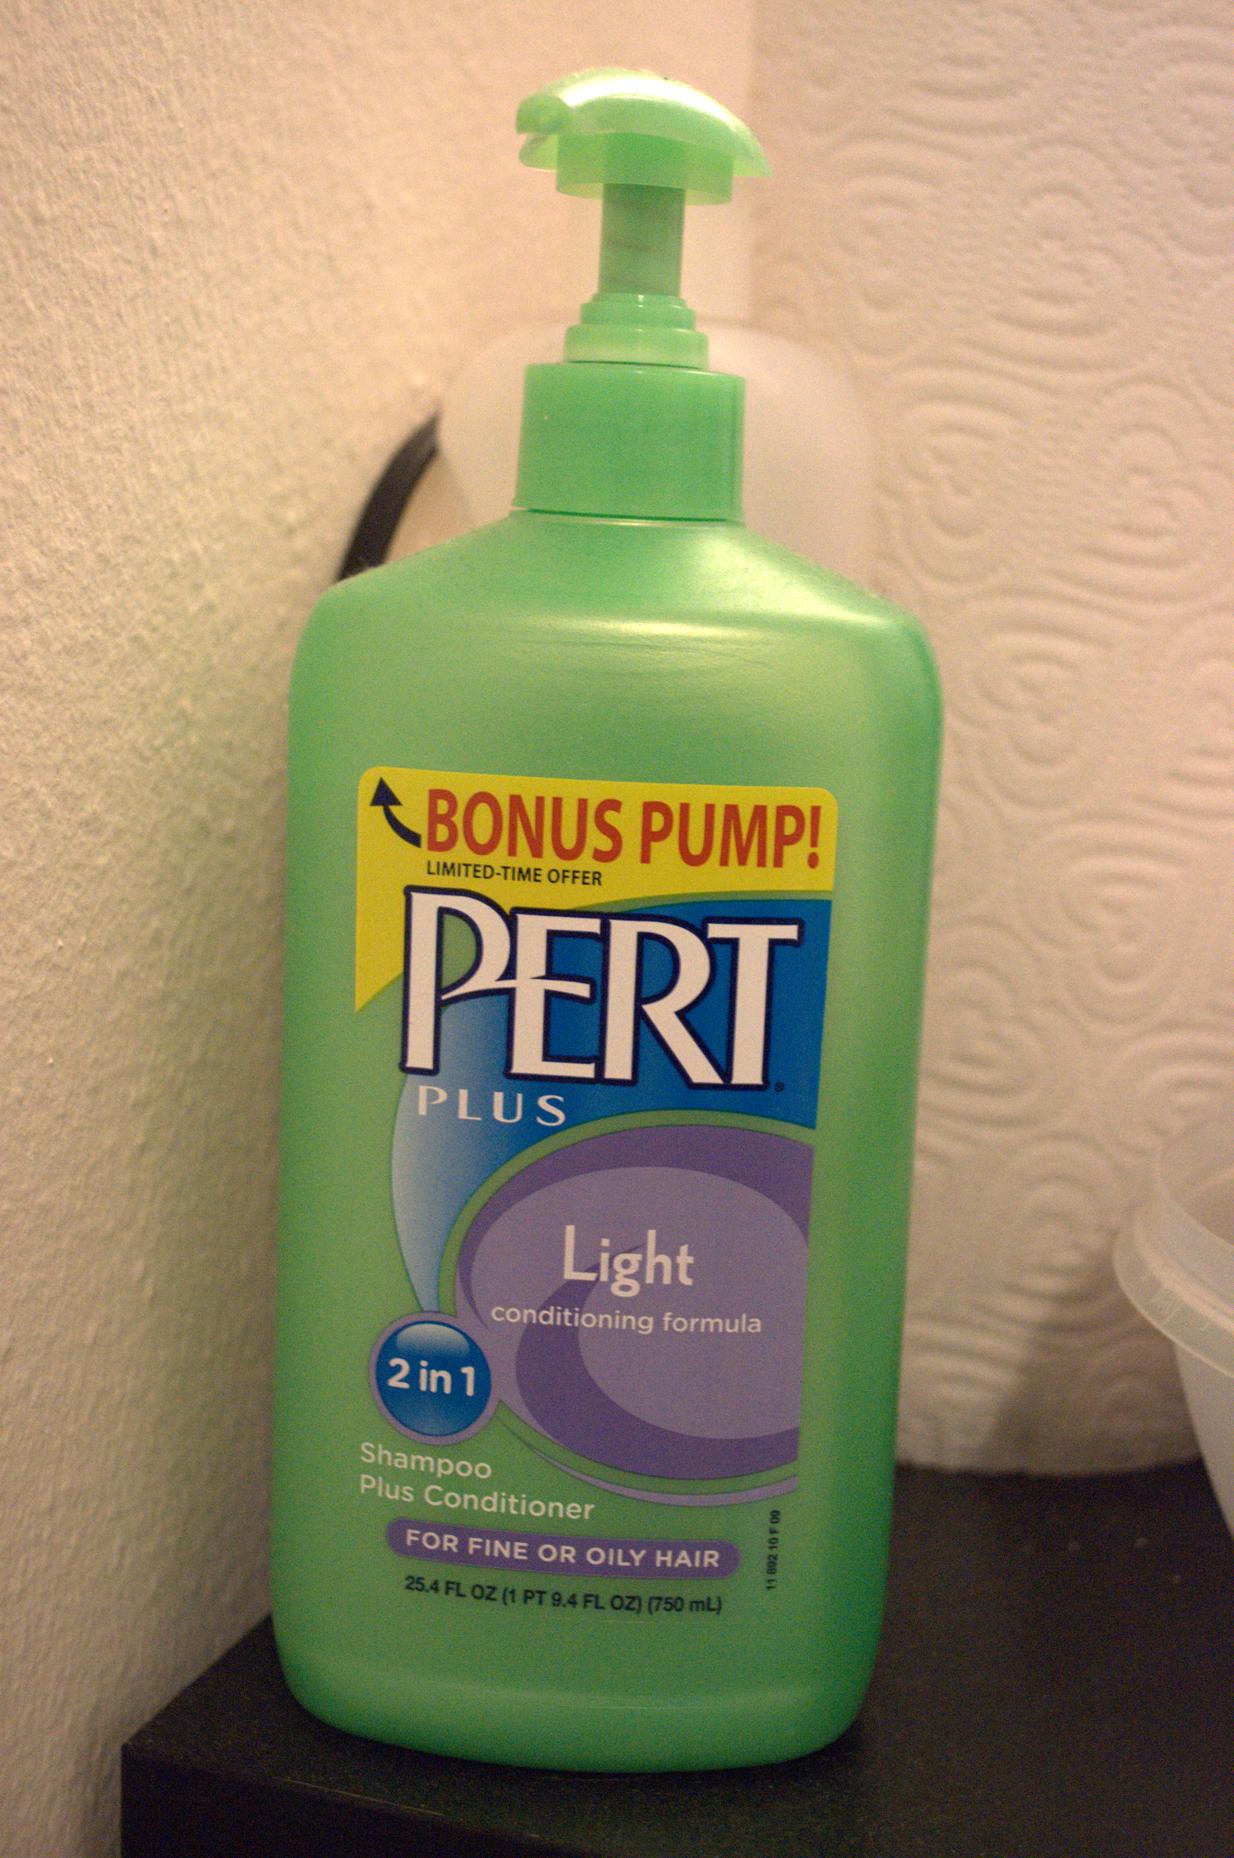 BONUS PUMP!
LIMITED-TIME OFFER
PERT®
PLUS
Light
conditioning formula
2 in 1
Shampoo
Plus Conditioner
FOR FINE OR OILY HAIR
25.4 FL OZ (1 PT 9.4 FL OZ) (750 mL)